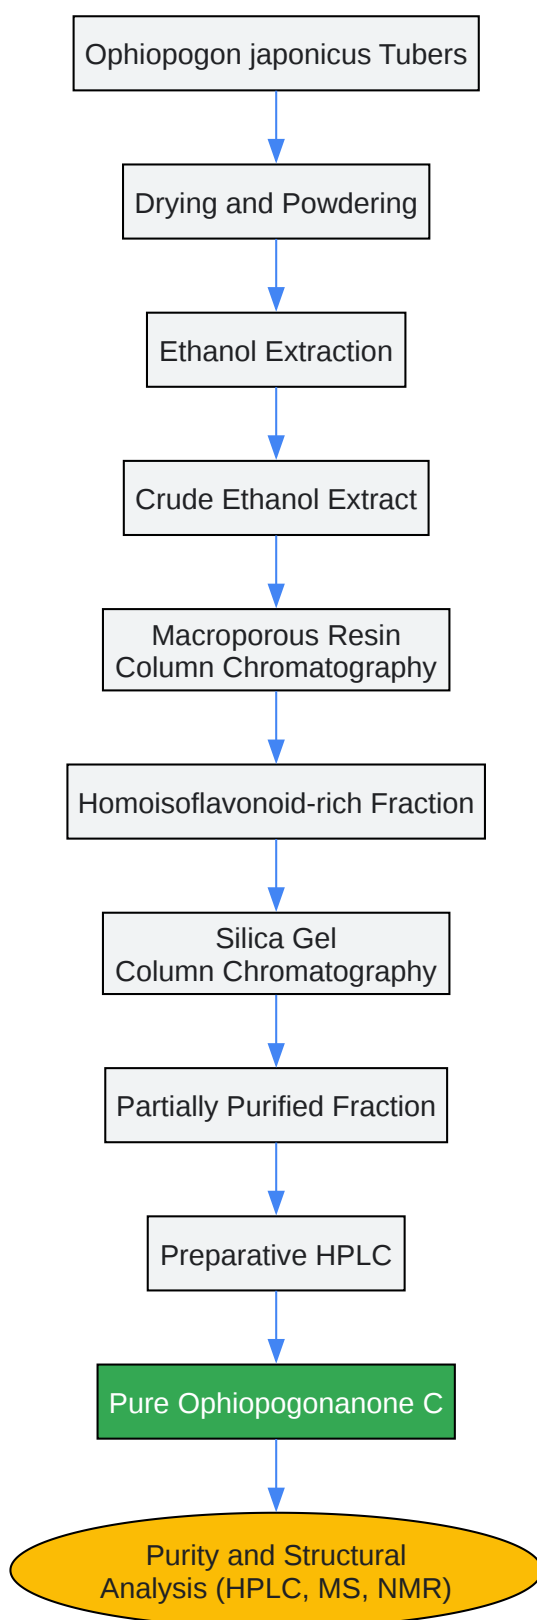 Ophiopogon japonicus Tubers
Drying and Powdering
Ethanol Extraction
Crude Ethanol Extract
Macroporous Resin
Column Chromatography
Homoisoflavonoid-rich Fraction
Silica Gel
Column Chromatography
Partially Purified Fraction
Preparative HPLC
Pure Ophiopogonanone C
Purity and Structural
Analysis (HPLC, MS, NMR)